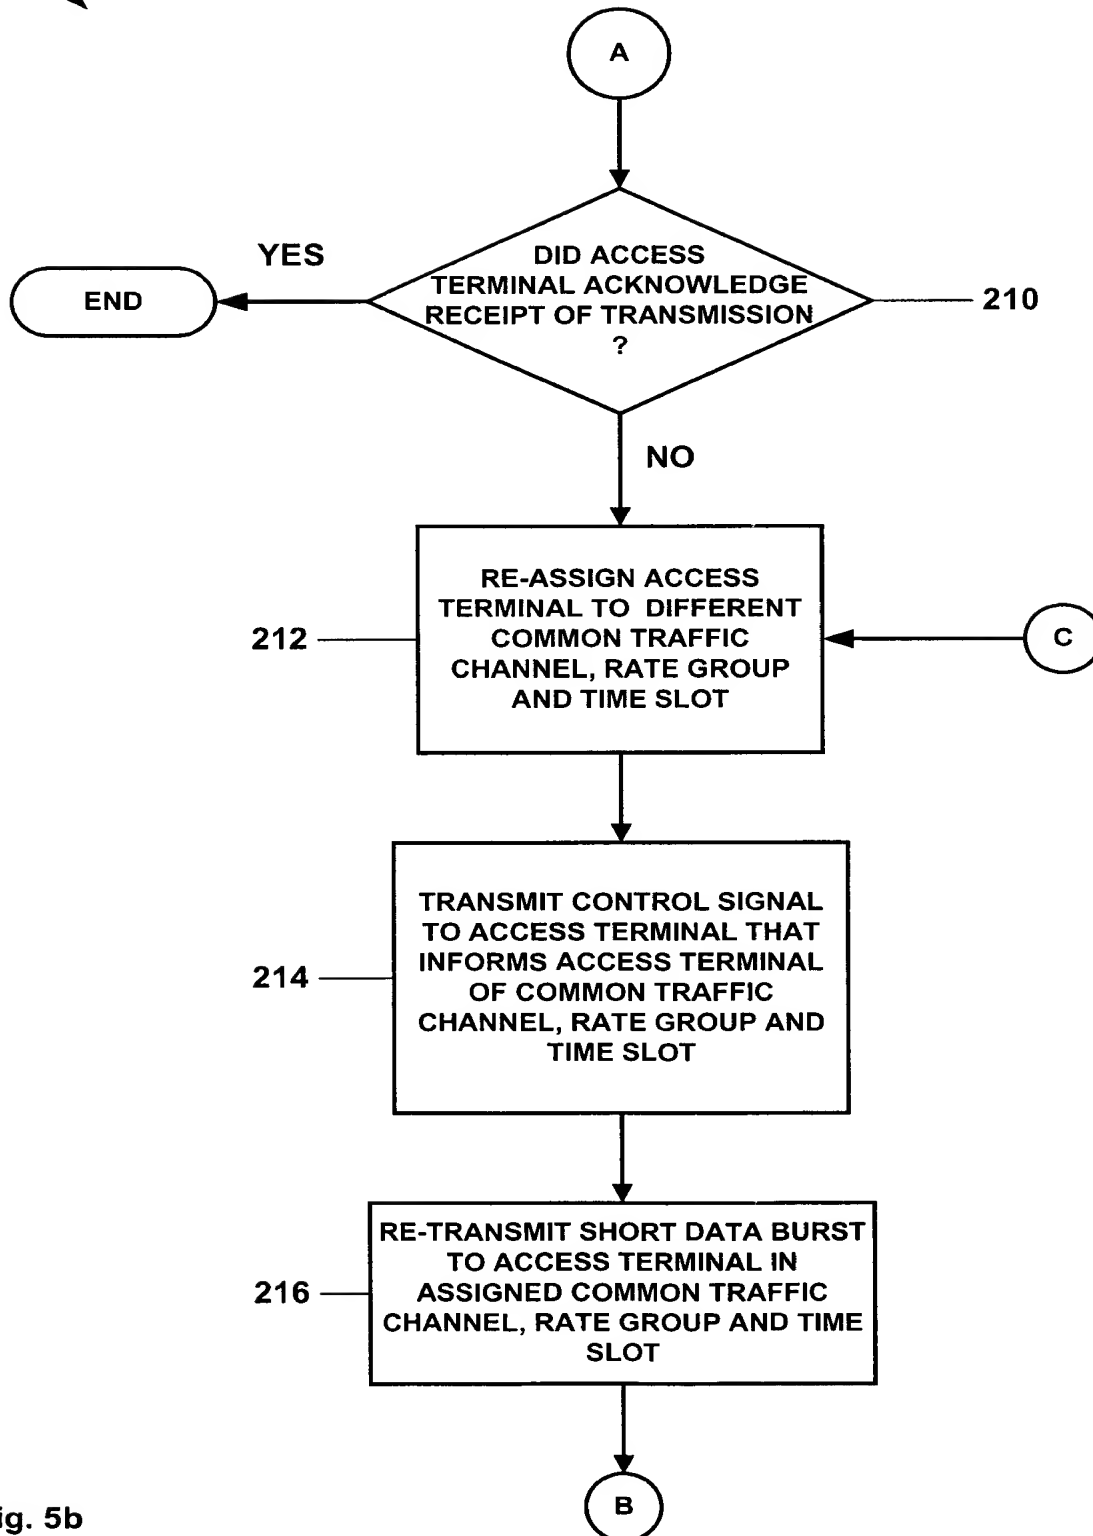 A
DID ACCESS
TERMINAL ACKNOWLEDGE
RECEIPT OF TRANSMISSION
?
YES
END
210
NO
RE-ASSIGN ACCESS
TERMINAL TO DIFFERENT
COMMON TRAFFIC
CHANNEL, RATE GROUP
AND TIME SLOT
212
C
TRANSMIT CONTROL SIGNAL
TO ACCESS TERMINAL THAT
INFORMS ACCESS TERMINAL
OF COMMON TRAFFIC
CHANNEL, RATE GROUP AND
TIME SLOT
214
RE-TRANSMIT SHORT DATA BURST
TO ACCESS TERMINAL IN
ASSIGNED COMMON TRAFFIC
CHANNEL, RATE GROUP AND TIME
SLOT
216
B
ig. 5b